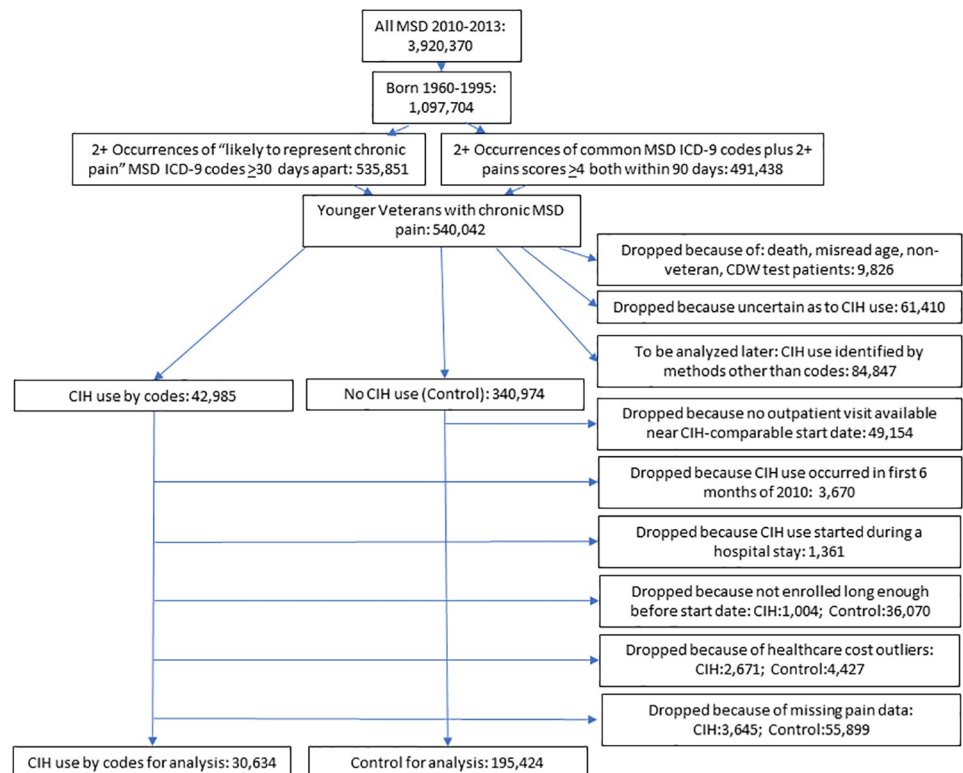 All MSD 2010-2013:
3,920,370
Born 1960-1995:
1,097,704
2+ Occurrences of “likely to represent chronic
pain” MSD ICD-9 codes ≥30 days apart: 535,851
2+ Occurrences of common MSD ICD-9 codes plus 2+
pains scores ≥4 both within 90 days: 491,438
Younger Veterans with chronic MSD
pain: 540,042
Dropped because of: death, misread age, non-
veteran, CDW test patients: 9,826
Dropped because uncertain as to CIH use: 61,410
To be analyzed later: CIH use identified by
methods other than codes: 84,847
CIH use by codes: 42,985
No CIH use (Control): 340,974
Dropped because no outpatient visit available
near CIH-comparable start date: 49,154
Dropped because CIH use occurred in first 6
months of 2010: 3,670
Dropped because CIH use started during a
hospital stay: 1,361
Dropped because not enrolled long enough
before start date: CIH:1,004; Control:36,070
Dropped because of healthcare cost outliers:
CIH:2,671; Control:4,427
Dropped because of missing pain data:
CIH:3,645; Control:55,899
CIH use by codes for analysis: 30,634
Control for analysis: 195,424